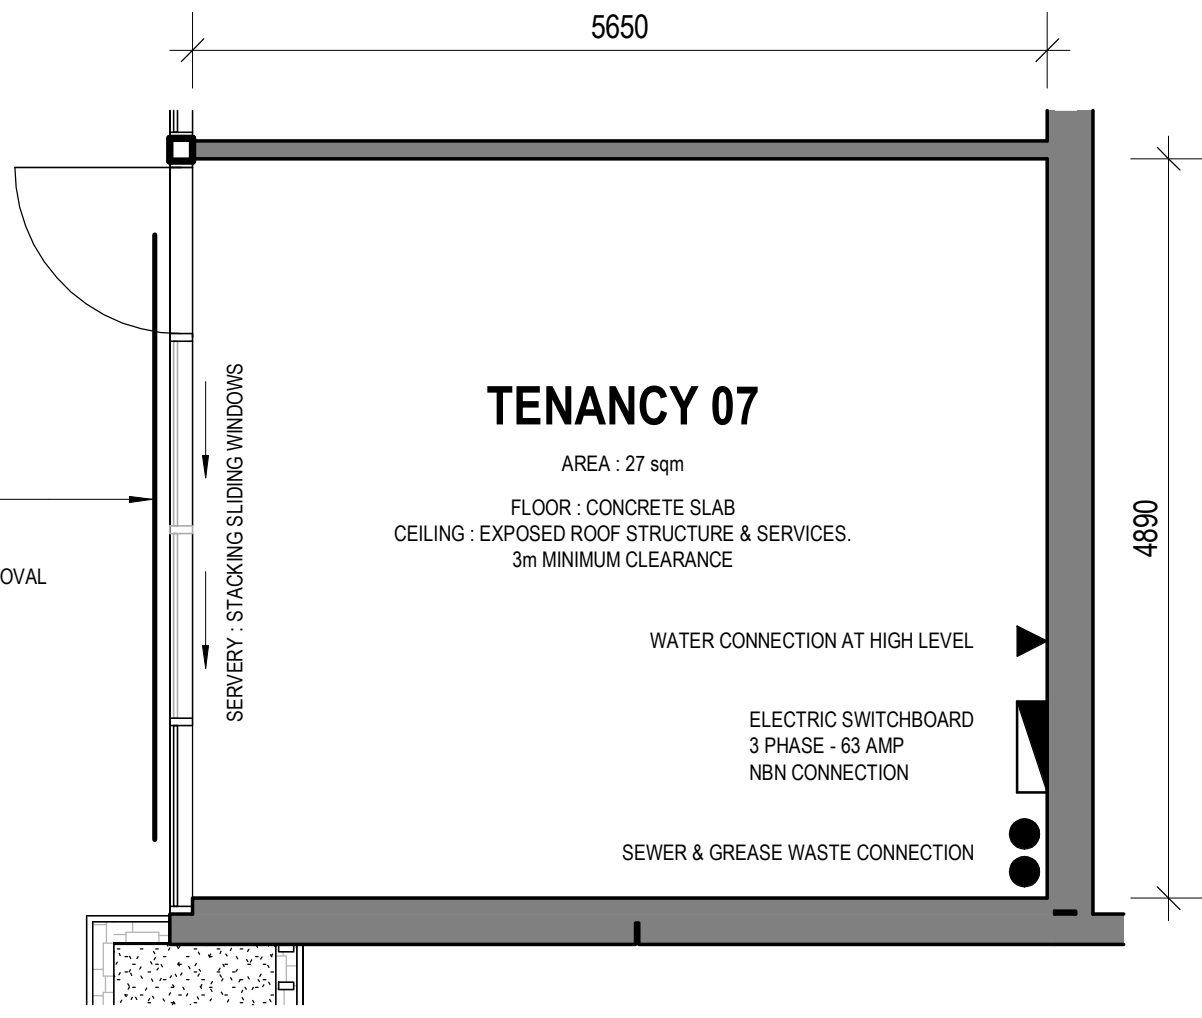 5650
TENANCY 07
AREA : 27 sqm
FLOOR : CONCRETE SLAB
CEILING : EXPOSED ROOF STRUCTURE & SERVICES.
3m MINIMUM CLEARANCE
SERVERY : STACKING SLIDING WINDOWS
OVAL
4890
WATER CONNECTION AT HIGH LEVEL
ELECTRIC SWITCHBOARD
3 PHASE - 63 AMP
NBN CONNECTION
SEWER & GREASE WASTE CONNECTION